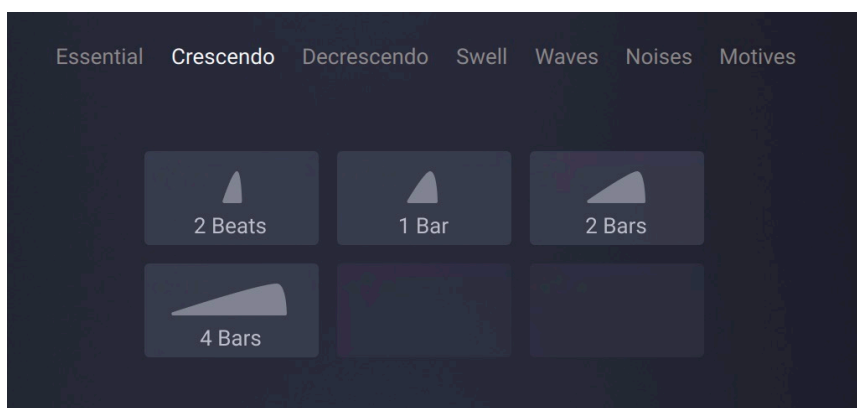 Essential Crescendo Decrescendo Swell Waves Noises Motives
2 Beats 1 Bar 2 Bars
4 Bars